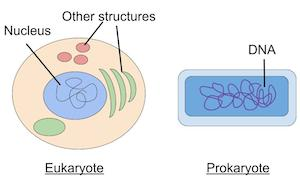 Other structures
Nucleus
DNA
Eukaryote
Prokaryote